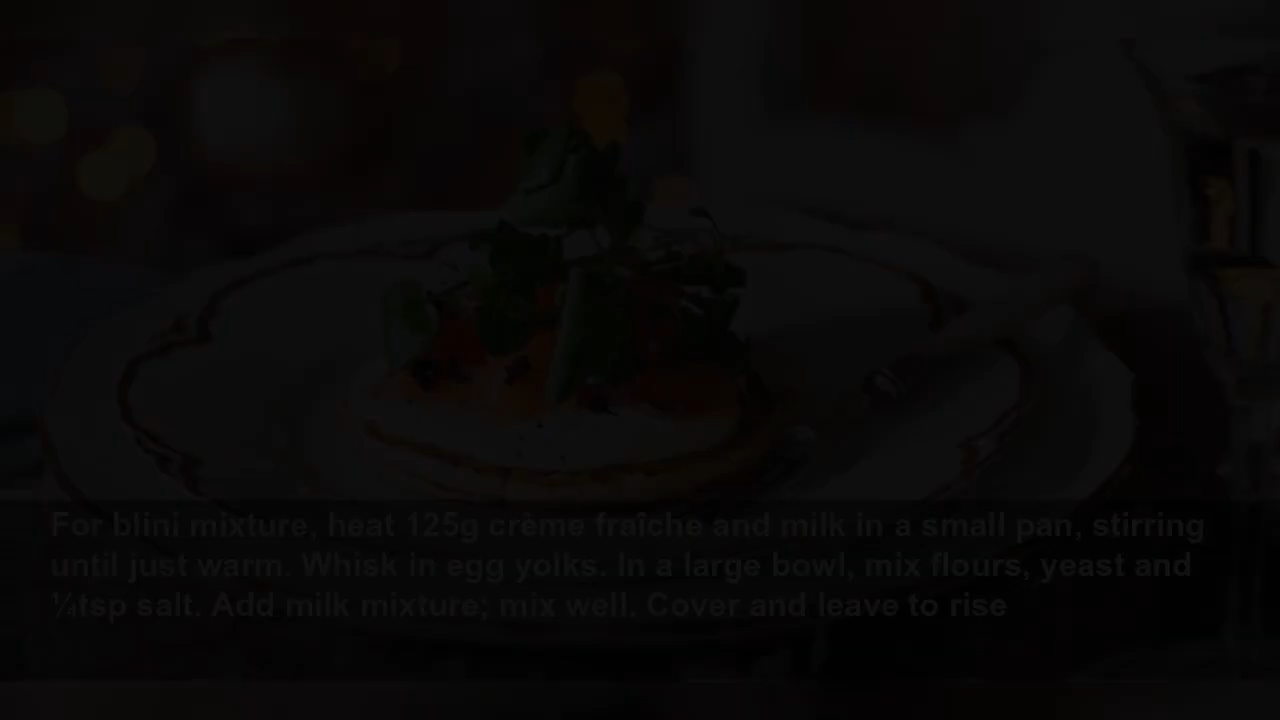 For blini mixture, heat 125g crème fraîche and milk in a small pan, stirring
until just warm. Whisk in egg yolks. In a large bowl, mix flours, yeast and
¼tsp salt. Add milk mixture; mix well. Cover and leave to rise